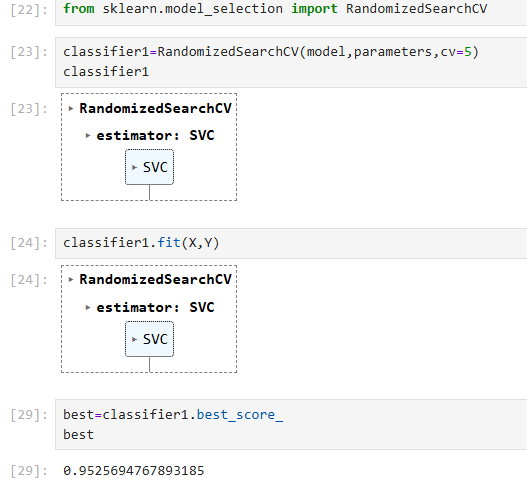 [22]: from sklearn.model_selection import RandomizedSearchCV
[23]: classifier1=RandomizedSearchCV(model,parameters,cv=5)
classifier1
[23]: ▸ RandomizedSearchCV
▸ estimator: SVC
▸ SVC
[24]: classifier1.fit(X,Y)
[24]: ▸ RandomizedSearchCV
▸ estimator: SVC
▸ SVC
[29]: best=classifier1.best_score_
best
[29]: 0.9525694767893185